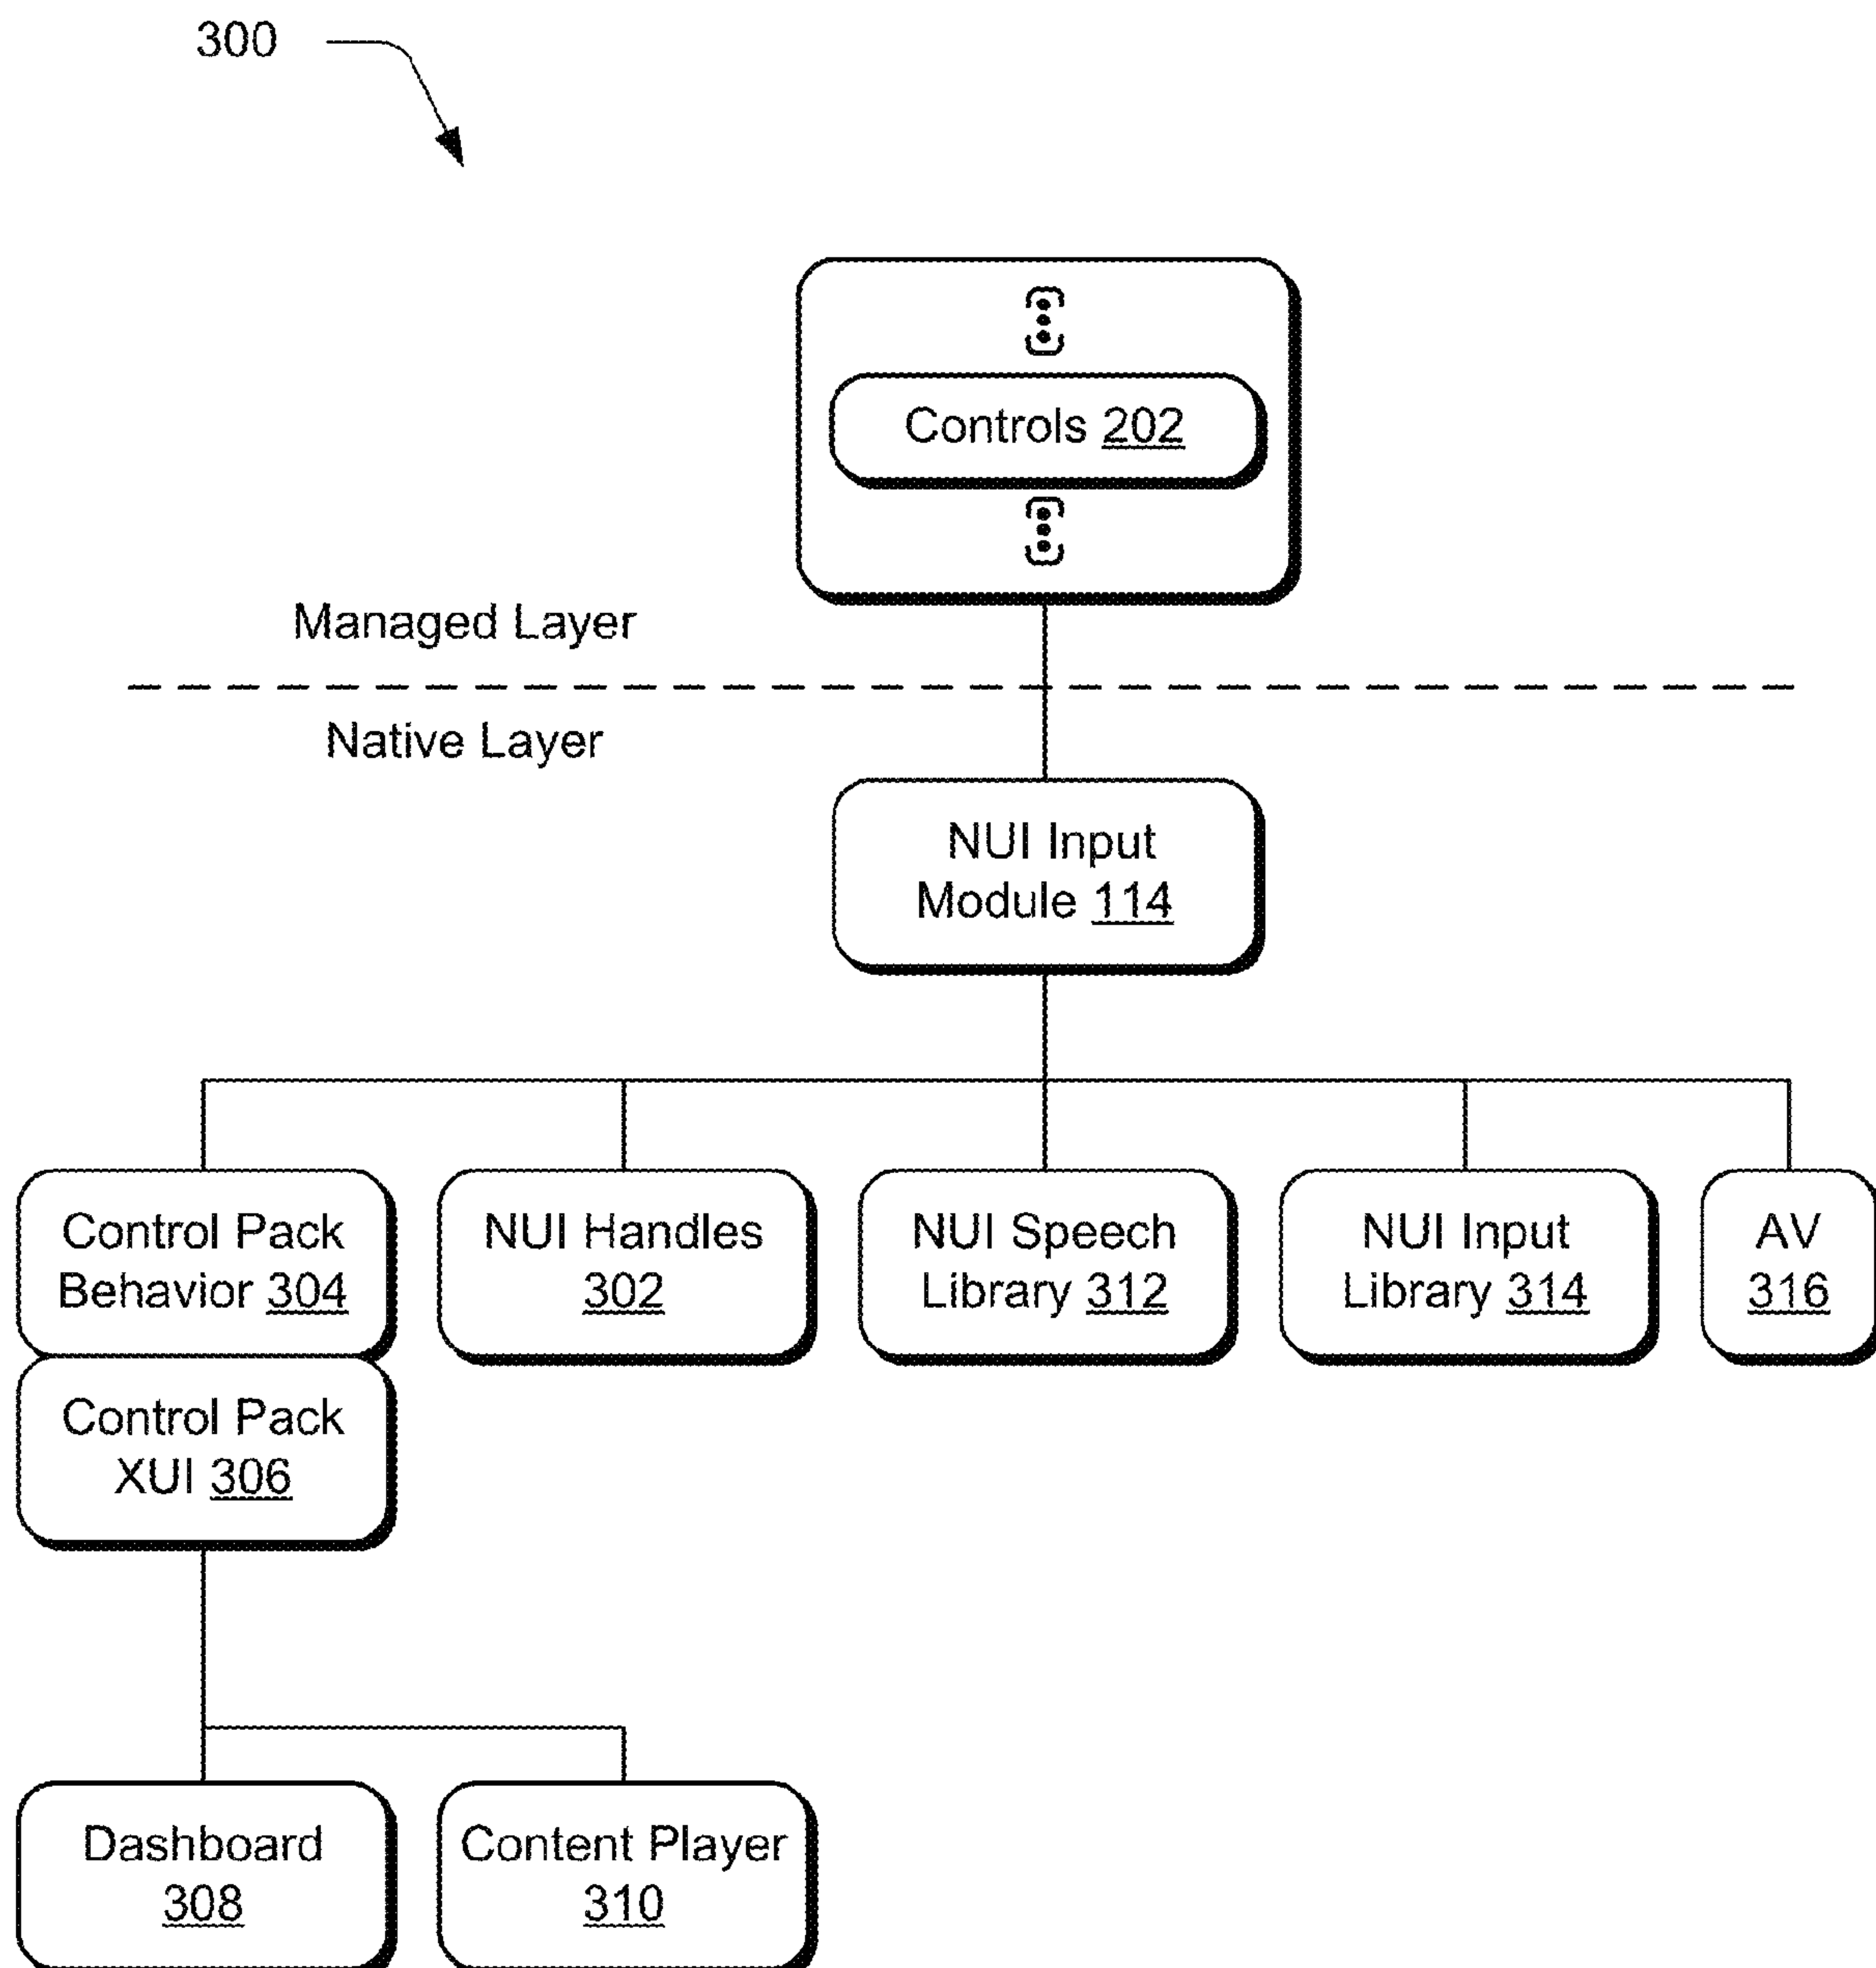 300
Controls 202
Managed Layer
Native Layer
NUI Input
Module 114
Control Pack
Behavior 304
NUI Handles
302
NUI Speech
Library 312
NUI Input
Library 314
AV
316
Control Pack
XUI 306
Dashboard
308
Content Player
310